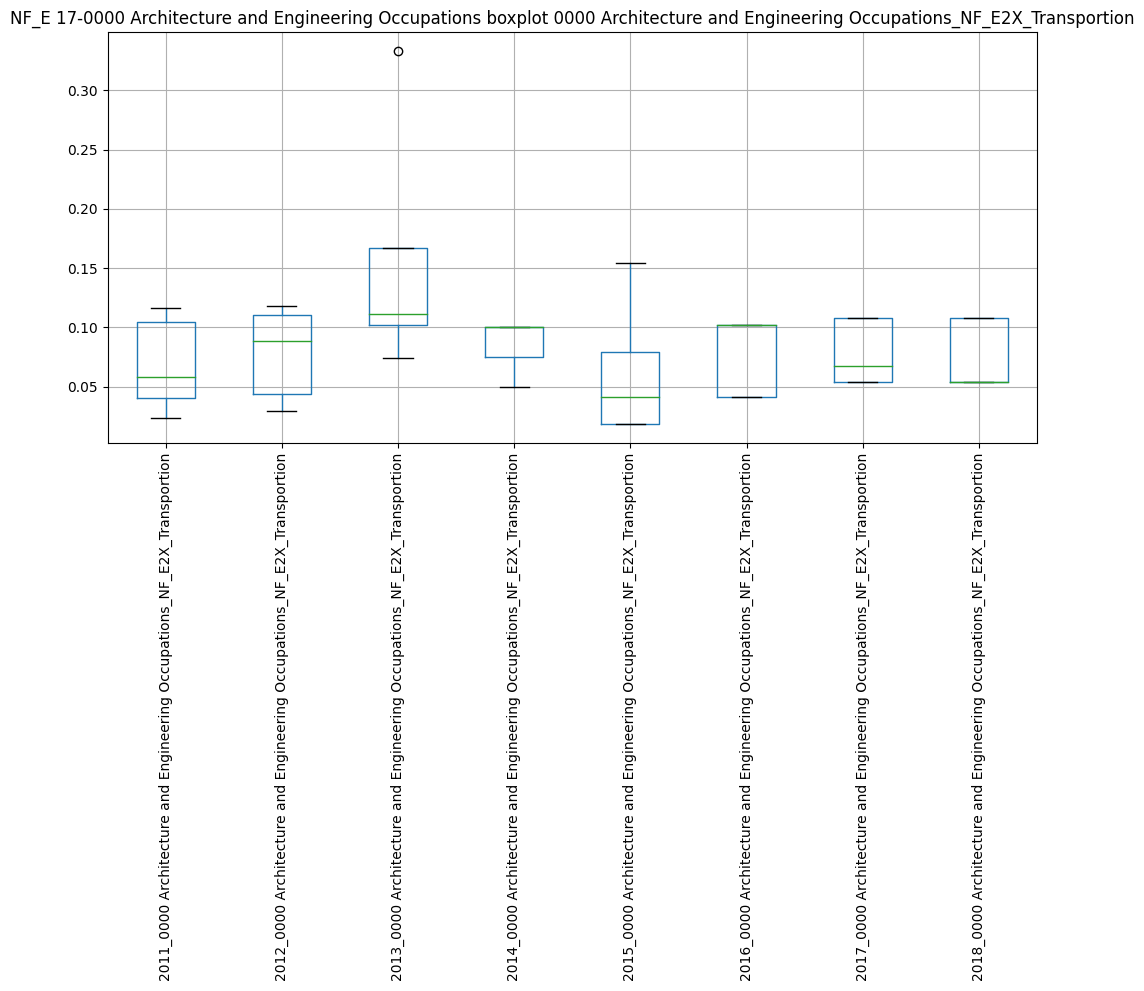 NF_E 17-0000 Architecture and Engineering Occupations boxplot 0000 Architecture and Engineering Occupations_NF_E2X_Transportion
0.30
0.25
0.20
0.15
0.10
0.05
2011_0000 Architecture and Engineering Occupations_NF_E2X_Transportion
2012_0000 Architecture and Engineering Occupations_NF_E2X_Transportion
2013_0000 Architecture and Engineering Occupations_NF_E2X_Transportion
2014_0000 Architecture and Engineering Occupations_NF_E2X_Transportion
2015_0000 Architecture and Engineering Occupations_NF_E2X_Transportion
2016_0000 Architecture and Engineering Occupations_NF_E2X_Transportion
2017_0000 Architecture and Engineering Occupations_NF_E2X_Transportion
2018_0000 Architecture and Engineering Occupations_NF_E2X_Transportion